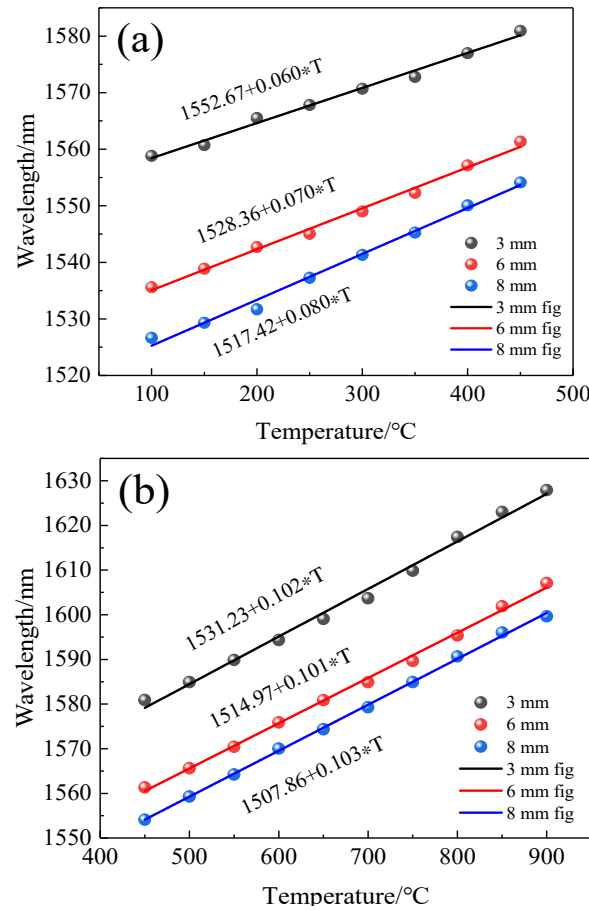 (a)
1580
1570
1560
1550
1540
1530
1520
Wavelength/nm
1552.67+0.060*T
1528.36+0.070*T
1517.42+0.080*T
3 mm
6 mm
8 mm
3 mm fig
6 mm fig
8 mm fig
100
200
300
400
500
Temperature/°C
(b)
1630
1620
1610
1600
1590
1580
1570
1560
1550
Wavelength/nm
1531.23+0.102*T
1514.97+0.101*T
1507.86+0.103*T
3 mm
6 mm
8 mm
3 mm fig
6 mm fig
8 mm fig
400
500
600
700
800
900
Temperature/°C